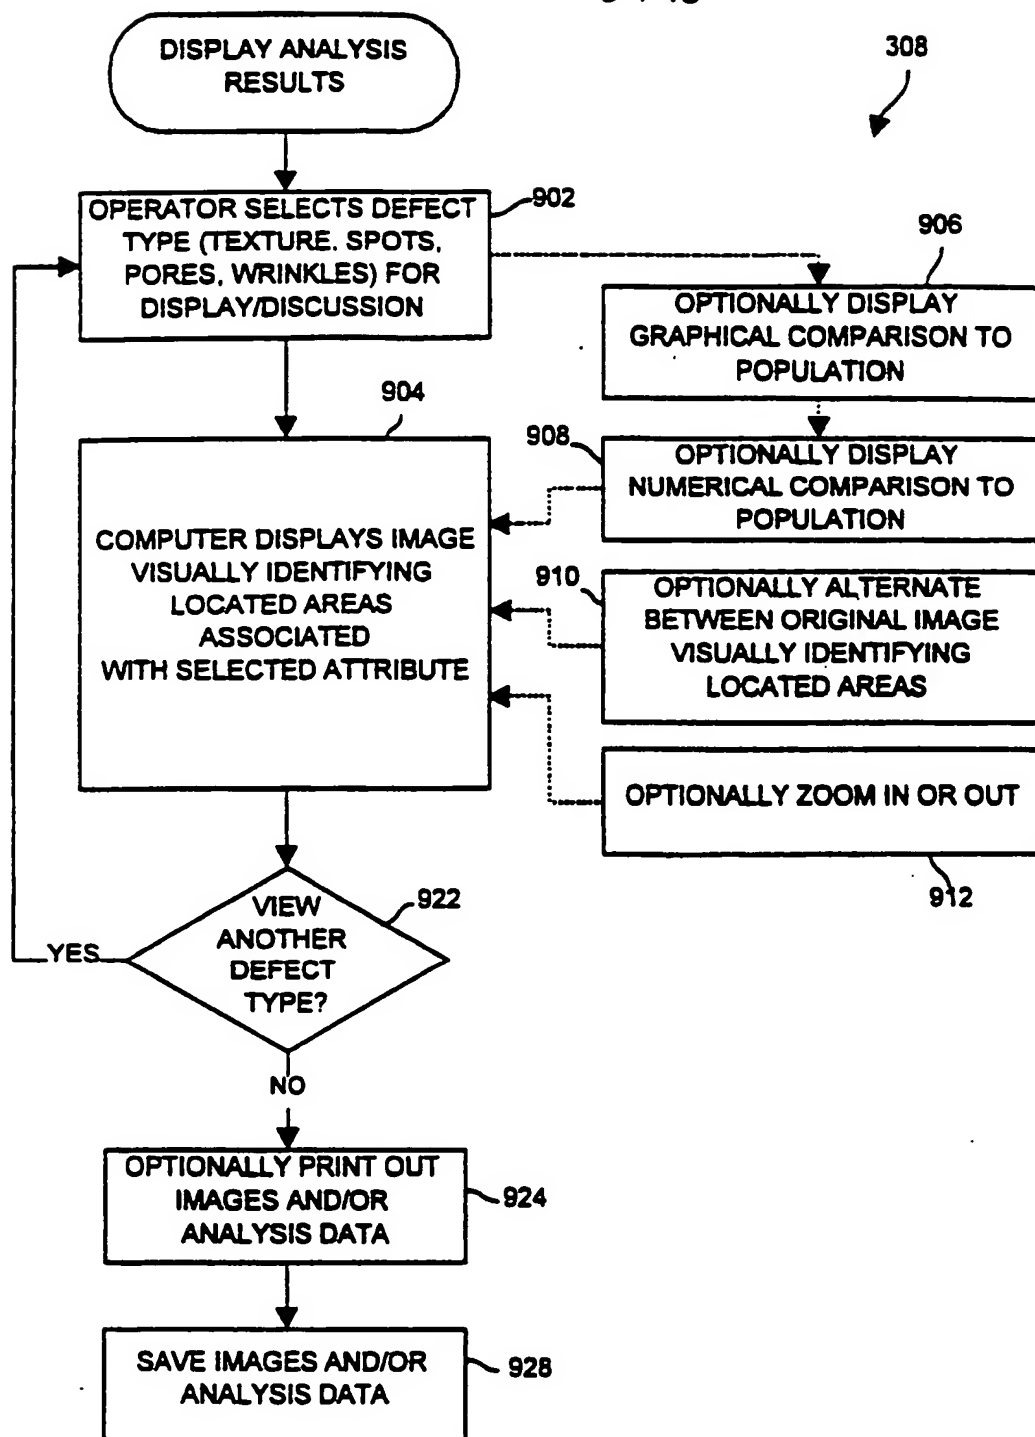 DISPLAY ANALYSIS
RESULTS
308
OPERATOR SELECTS DEFECT
TYPE (TEXTURE. SPOTS,
PORES, WRINKLES) FOR
DISPLAY/DISCUSSION
902
906
OPTIONALLY DISPLAY
GRAPHICAL COMPARISON TO
POPULATION
904
908
OPTIONALLY DISPLAY
NUMERICAL COMPARISON TO
POPULATION
COMPUTER DISPLAYS IMAGE
VISUALLY IDENTIFYING
LOCATED AREAS
ASSOCIATED
WITH SELECTED ATTRIBUTE
910
OPTIONALLY ALTERNATE
BETWEEN ORIGINAL IMAGE
VISUALLY IDENTIFYING
LOCATED AREAS
OPTIONALLY ZOOM IN OR OUT
912
VIEW
ANOTHER
DEFECT
TYPE?
922
YES
NO
OPTIONALLY PRINT OUT
IMAGES AND/OR
ANALYSIS DATA
924
SAVE IMAGES AND/OR
ANALYSIS DATA
928